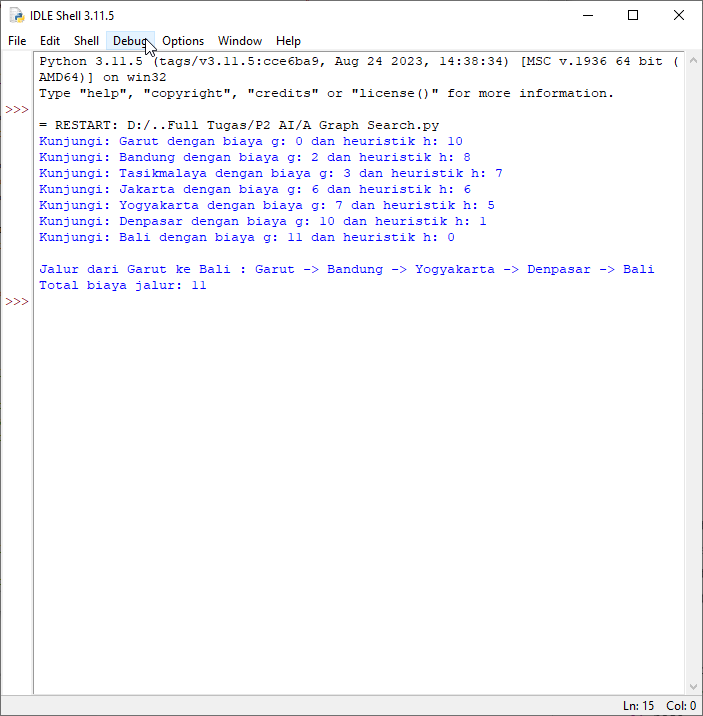 IDLE Shell 3.11.5
File Edit Shell Debug Options Window Help
Python 3.11.5 (tags/v3.11.5:cce6ba9, Aug 24 2023, 14:38:34) [MSC v.1936 64 bit (
AMD64)] on win32
Type "help", "copyright", "credits" or "license()" for more information.
>>>
= RESTART: D:/..Full Tugas/P2 AI/A Graph Search.py
Kunjungi: Garut dengan biaya g: 0 dan heuristik h: 10
Kunjungi: Bandung dengan biaya g: 2 dan heuristik h: 8
Kunjungi: Tasikmalaya dengan biaya g: 3 dan heuristik h: 7
Kunjungi: Jakarta dengan biaya g: 6 dan heuristik h: 6
Kunjungi: Yogyakarta dengan biaya g: 7 dan heuristik h: 5
Kunjungi: Denpasar dengan biaya g: 10 dan heuristik h: 1
Kunjungi: Bali dengan biaya g: 11 dan heuristik h: 0
Jalur dari Garut ke Bali : Garut -> Bandung -> Yogyakarta -> Denpasar -> Bali
Total biaya jalur: 11
>>>
Ln: 15 Col: 0